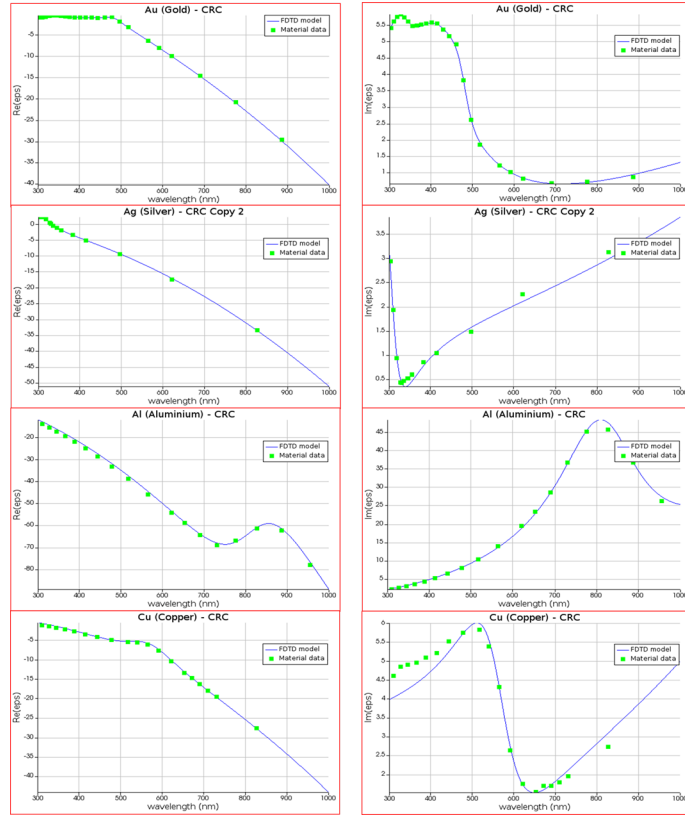 Au (Gold) - CRC
Re(eps)
FDTD model
Material data
-5
-10
-15
-20
-25
-30
-35
-40
300 400 500 600 700 800 900 1000
wavelength (nm)
Au (Gold) - CRC
Im(eps)
FDTD model
Material data
5.5
5
4.5
4
3.5
3
2.5
2
1.5
1
300 400 500 600 700 800 900 1000
wavelength (nm)
Ag (Silver) - CRC Copy 2
Re(eps)
FDTD model
Material data
0
-5
-10
-15
-20
-25
-30
-35
-40
-45
-50
300 400 500 600 700 800 900 1000
wavelength (nm)
Ag (Silver) - CRC Copy 2
Im(eps)
FDTD model
Material data
3.5
3
2.5
2
1.5
1
0.5
300 400 500 600 700 800 900 1000
wavelength (nm)
Al (Aluminium) - CRC
Re(eps)
FDTD model
Material data
-20
-30
-40
-50
-60
-70
-80
300 400 500 600 700 800 900 1000
wavelength (nm)
Al (Aluminium) - CRC
Im(eps)
FDTD model
Material data
45
40
35
30
25
20
15
10
5
300 400 500 600 700 800 900 1000
wavelength (nm)
Cu (Copper) - CRC
Re(eps)
FDTD model
Material data
-5
-10
-15
-20
-25
-30
-35
-40
300 400 500 600 700 800 900 1000
wavelength (nm)
Cu (Copper) - CRC
Im(eps)
FDTD model
Material data
6
5.5
5
4.5
4
3.5
3
2.5
2
300 400 500 600 700 800 900 1000
wavelength (nm)